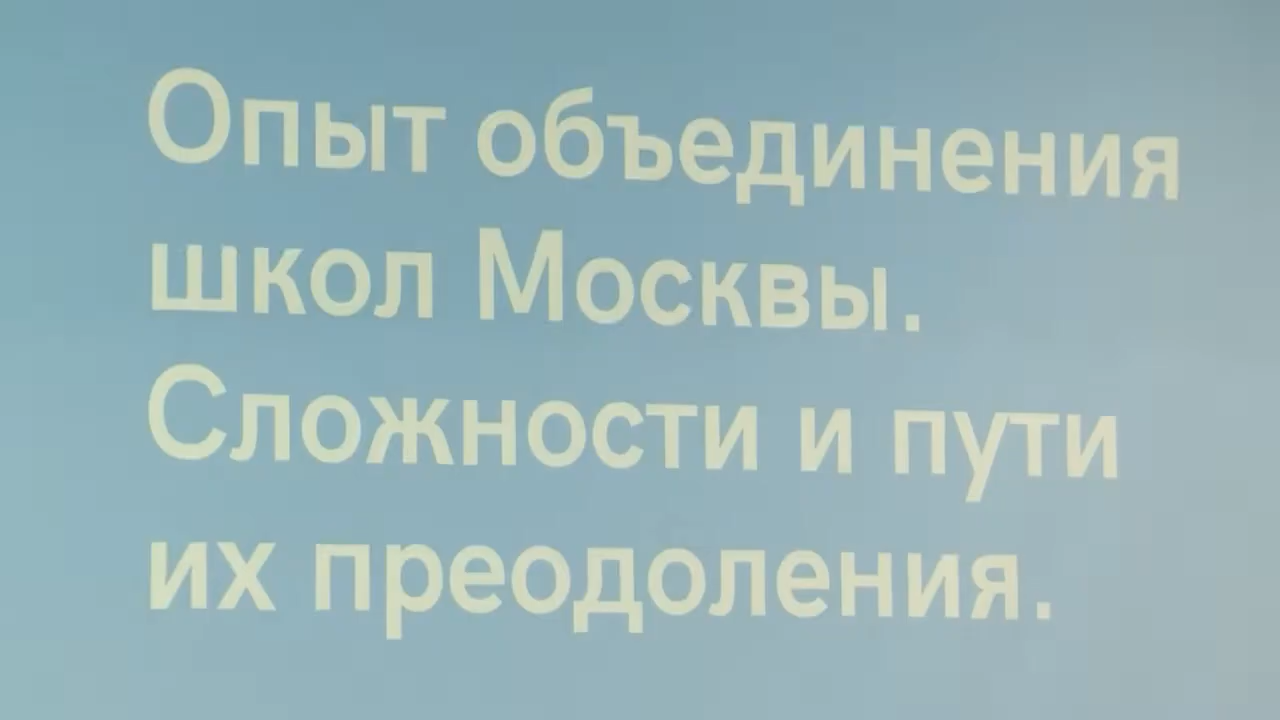 Опыт объединения
школ Москвы.
Сложности и пути
их преодоления.